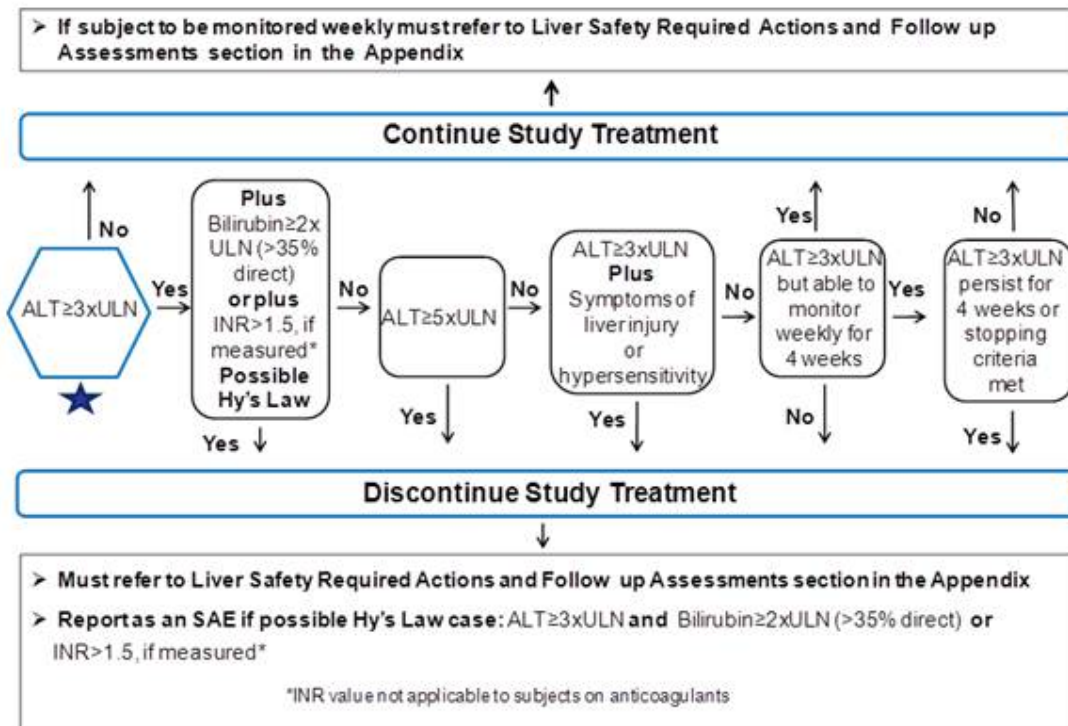 ➢ If subject to be monitored weekly must refer to Liver Safety Required Actions and Follow up
Assessments section in the Appendix
Continue Study Treatment
No
ALT≥3xULN
Yes
Plus
Bilirubin≥2x
ULN (>35%
direct)
or plus
INR>1.5, if
measured*
Possible
Hy's Law
Yes
No
ALT≥5xULN
Yes
No
ALT≥3xULN
Plus
Symptoms of
liver injury
or
hypersensitivity
Yes
No
Yes
ALT≥3xULN
but able to
monitor
weekly for
4 weeks
No
Yes
No
ALT≥3xULN
persist for
4 weeks or
stopping
criteria
met
Yes
Discontinue Study Treatment
➢ Must refer to Liver Safety Required Actions and Follow up Assessments section in the Appendix
➢ Report as an SAE if possible Hy's Law case: ALT≥3xULN and Bilirubin≥2xULN (>35% direct) or
INR>1.5, if measured*
*INR value not applicable to subjects on anticoagulants